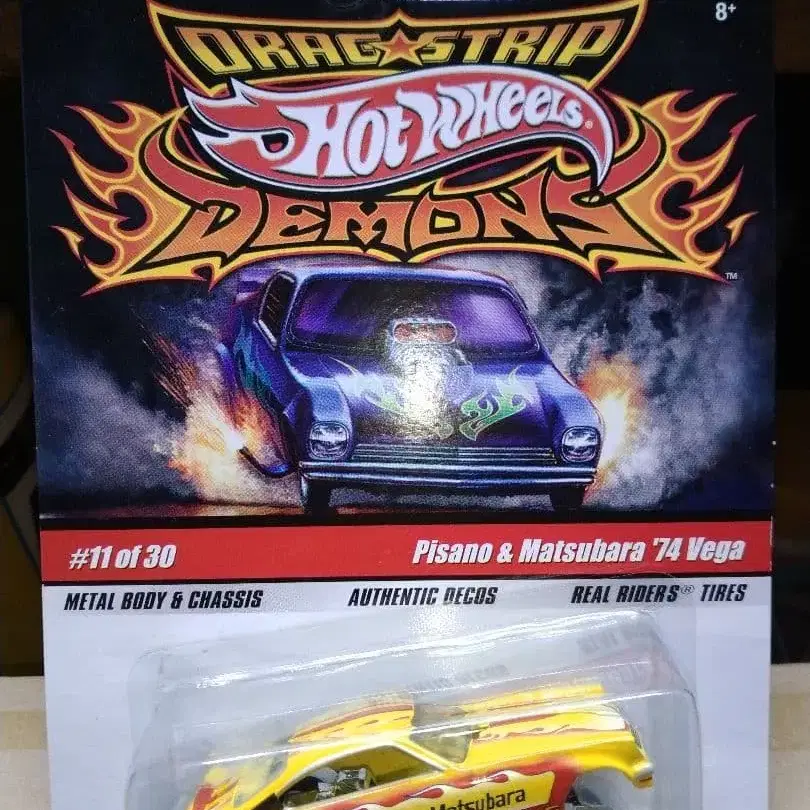 8+
DRAG STRIP
Hot Wheels®
DEMONS™
#11 of 30 Pisano & Matsubara '74 Vega
METAL BODY & CHASSIS AUTHENTIC DECOS REAL RIDERS® TIRES
Matsubara